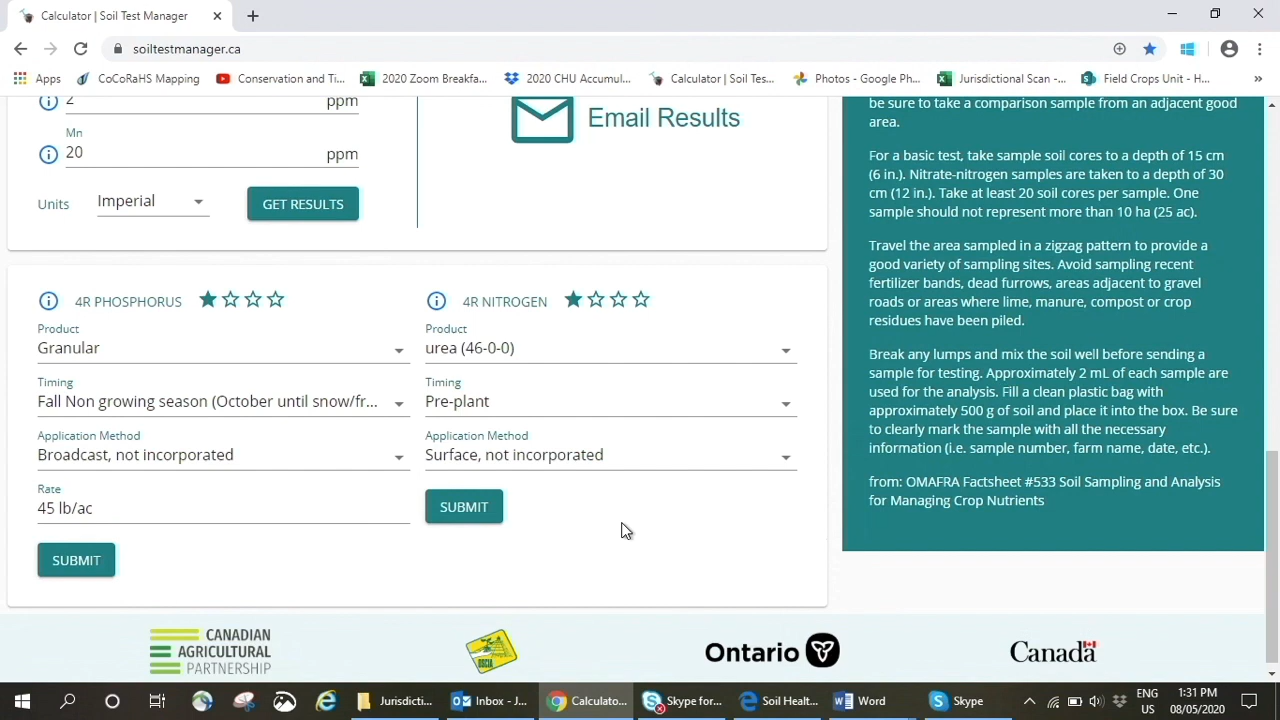 Calculator | Soil Test Manager
soiltestmanager.ca
Apps
CoCoRaHS Mapping
Conservation and Ti...
2020 Zoom Breakfa...
2020 CHU Accumul...
Calculator | Soil Tes...
Photos - Google Ph...
Jurisdictional Scan -...
Field Crops Unit - H...
»
2 ppm
Mn
20 ppm
Units Imperial
GET RESULTS
Email Results
4R PHOSPHORUS
Product
Granular
Timing
Fall Non growing season (October until snow/fr...
Application Method
Broadcast, not incorporated
Rate
45 lb/ac
SUBMIT
4R NITROGEN
Product
urea (46-0-0)
Timing
Pre-plant
Application Method
Surface, not incorporated
SUBMIT
be sure to take a comparison sample from an adjacent good
area.
For a basic test, take sample soil cores to a depth of 15 cm
(6 in.). Nitrate-nitrogen samples are taken to a depth of 30
cm (12 in.). Take at least 20 soil cores per sample. One
sample should not represent more than 10 ha (25 ac).
Travel the area sampled in a zigzag pattern to provide a
good variety of sampling sites. Avoid sampling recent
fertilizer bands, dead furrows, areas adjacent to gravel
roads or areas where lime, manure, compost or crop
residues have been piled.
Break any lumps and mix the soil well before sending a
sample for testing. Approximately 2 mL of each sample are
used for the analysis. Fill a clean plastic bag with
approximately 500 g of soil and place it into the box. Be sure
to clearly mark the sample with all the necessary
information (i.e. sample number, farm name, date, etc.).
from: OMAFRA Factsheet #533 Soil Sampling and Analysis
for Managing Crop Nutrients
CANADIAN
AGRICULTURAL
PARTNERSHIP
OSCIA
Ontario
Canada
Jurisdicti...
Inbox - J...
Calculato...
Skype for...
Soil Healt...
Word
Skype
ENG
US
1:31 PM
08/05/2020